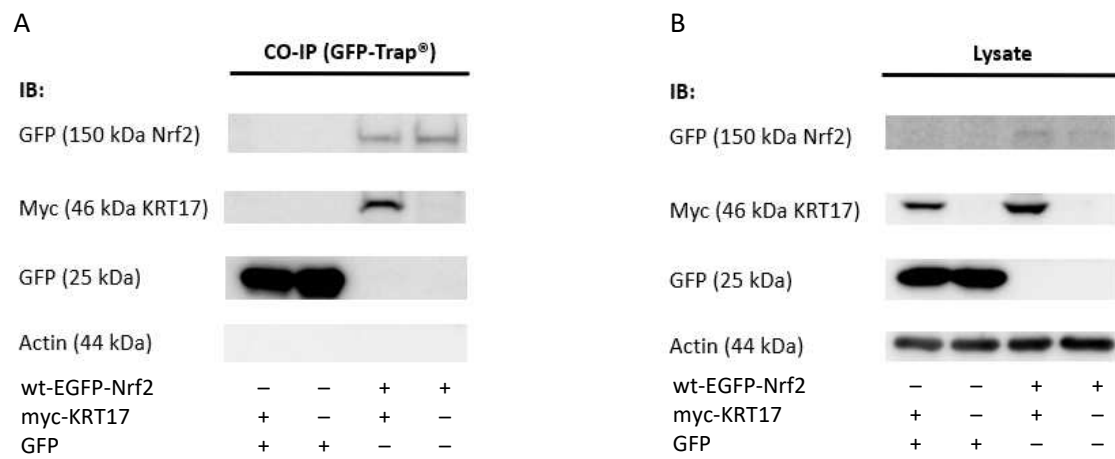 A
CO-IP (GFP-Trap®)
IB:
GFP (150 kDa Nrf2)
Myc (46 kDa KRT17)
GFP (25 kDa)
Actin (44 kDa)
wt-EGFP-Nrf2 – – + +
myc-KRT17 + – + –
GFP + + – –
B
Lysate
IB:
GFP (150 kDa Nrf2)
Myc (46 kDa KRT17)
GFP (25 kDa)
Actin (44 kDa)
wt-EGFP-Nrf2 – – + +
myc-KRT17 + – + –
GFP + + – –